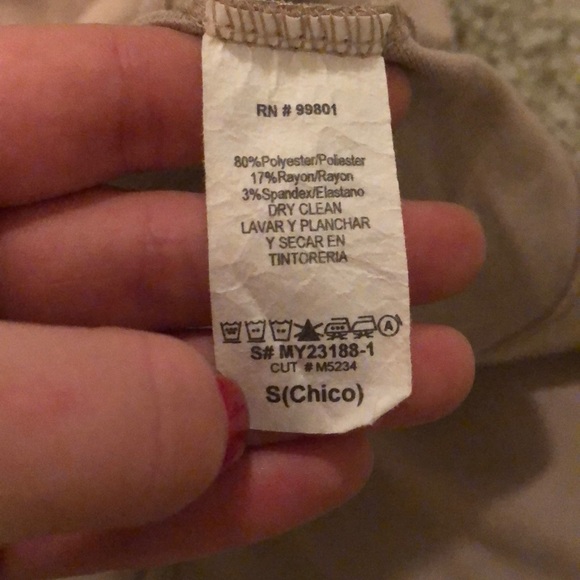 RN # 99801
80%Polyester/Poliester
17%Rayon/Rayon
3%Spandex/Elastano
DRY CLEAN
LAVAR Y PLANCHAR
Y SECAR EN
TINTORERIA
A
S# MY23188-1
CUT # M5234
S(Chico)